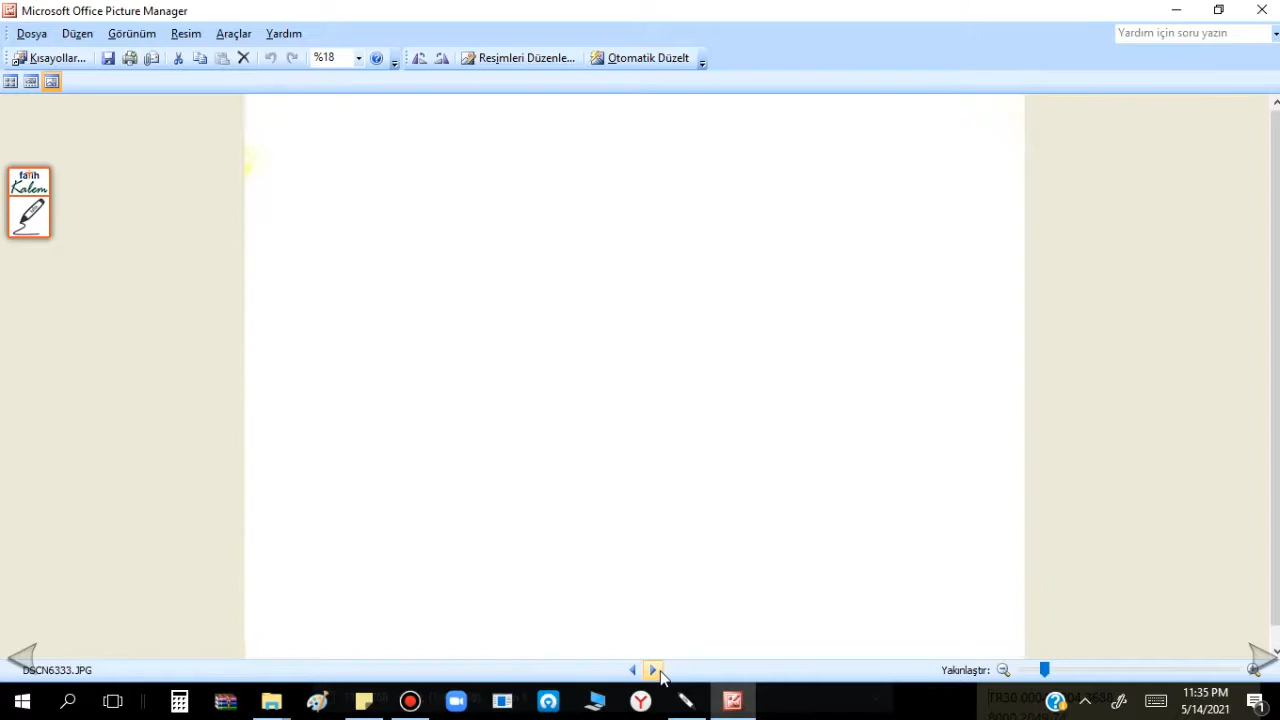 Microsoft Office Picture Manager
Dosya Düzen Görünüm Resim Araçlar Yardım
Yardım için soru yazın
Kısayollar... %18 Resimleri Düzenle... Otomatik Düzelt
fatih
Kalem
DSCN6333.JPG
Yakınlaştır:
11:35 PM
5/14/2021